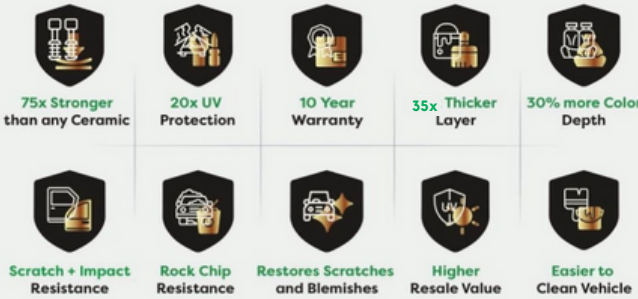 75x Stronger
than any Ceramic
20x UV
Protection
10 Year
Warranty
35x Thicker
Layer
30% more Color
Depth
Scratch + Impact
Resistance
Rock Chip
Resistance
Restores Scratches
and Blemishes
UV
Higher
Resale Value
Easier to
Clean Vehicle